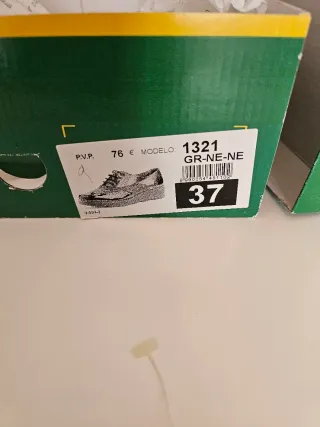 P.V.P. 76 € MODELO 1321
GR-NE-NE
37